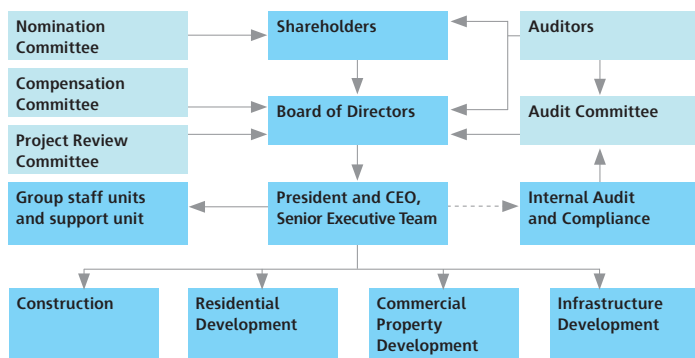 Nomination
Committee
Shareholders
Auditors
Compensation
Committee
Board of Directors
Audit Committee
Project Review
Committee
Group staff units
and support unit
President and CEO,
Senior Executive Team
Internal Audit
and Compliance
Construction
Residential
Development
Commercial
Property
Development
Infrastructure
Development